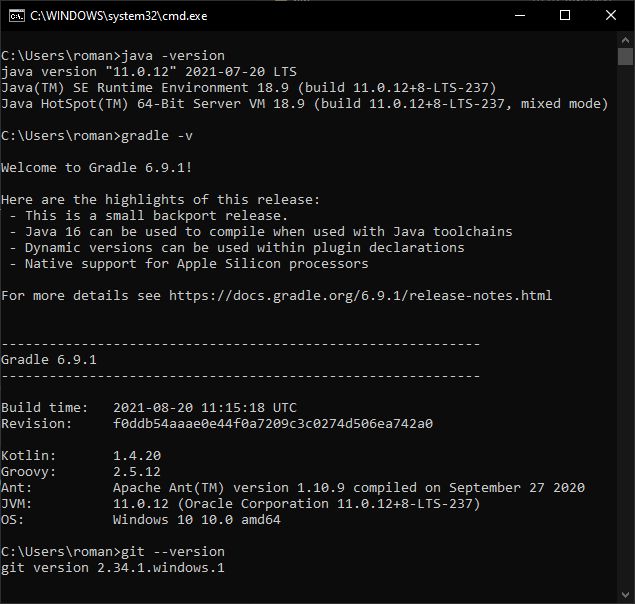 C:\WINDOWS\system32\cmd.exe
C:\Users\roman>java -version
java version "11.0.12" 2021-07-20 LTS
Java(TM) SE Runtime Environment 18.9 (build 11.0.12+8-LTS-237)
Java HotSpot(TM) 64-Bit Server VM 18.9 (build 11.0.12+8-LTS-237, mixed mode)
C:\Users\roman>gradle -v
Welcome to Gradle 6.9.1!
Here are the highlights of this release:
 - This is a small backport release.
 - Java 16 can be used to compile when used with Java toolchains
 - Dynamic versions can be used within plugin declarations
 - Native support for Apple Silicon processors
For more details see https://docs.gradle.org/6.9.1/release-notes.html
------------------------------------------------------------
Gradle 6.9.1
------------------------------------------------------------
Build time:   2021-08-20 11:15:18 UTC
Revision:     f0ddb54aaae0e44f0a7209c3c0274d506ea742a0
Kotlin:       1.4.20
Groovy:       2.5.12
Ant:          Apache Ant(TM) version 1.10.9 compiled on September 27 2020
JVM:          11.0.12 (Oracle Corporation 11.0.12+8-LTS-237)
OS:           Windows 10 10.0 amd64
C:\Users\roman>git --version
git version 2.34.1.windows.1